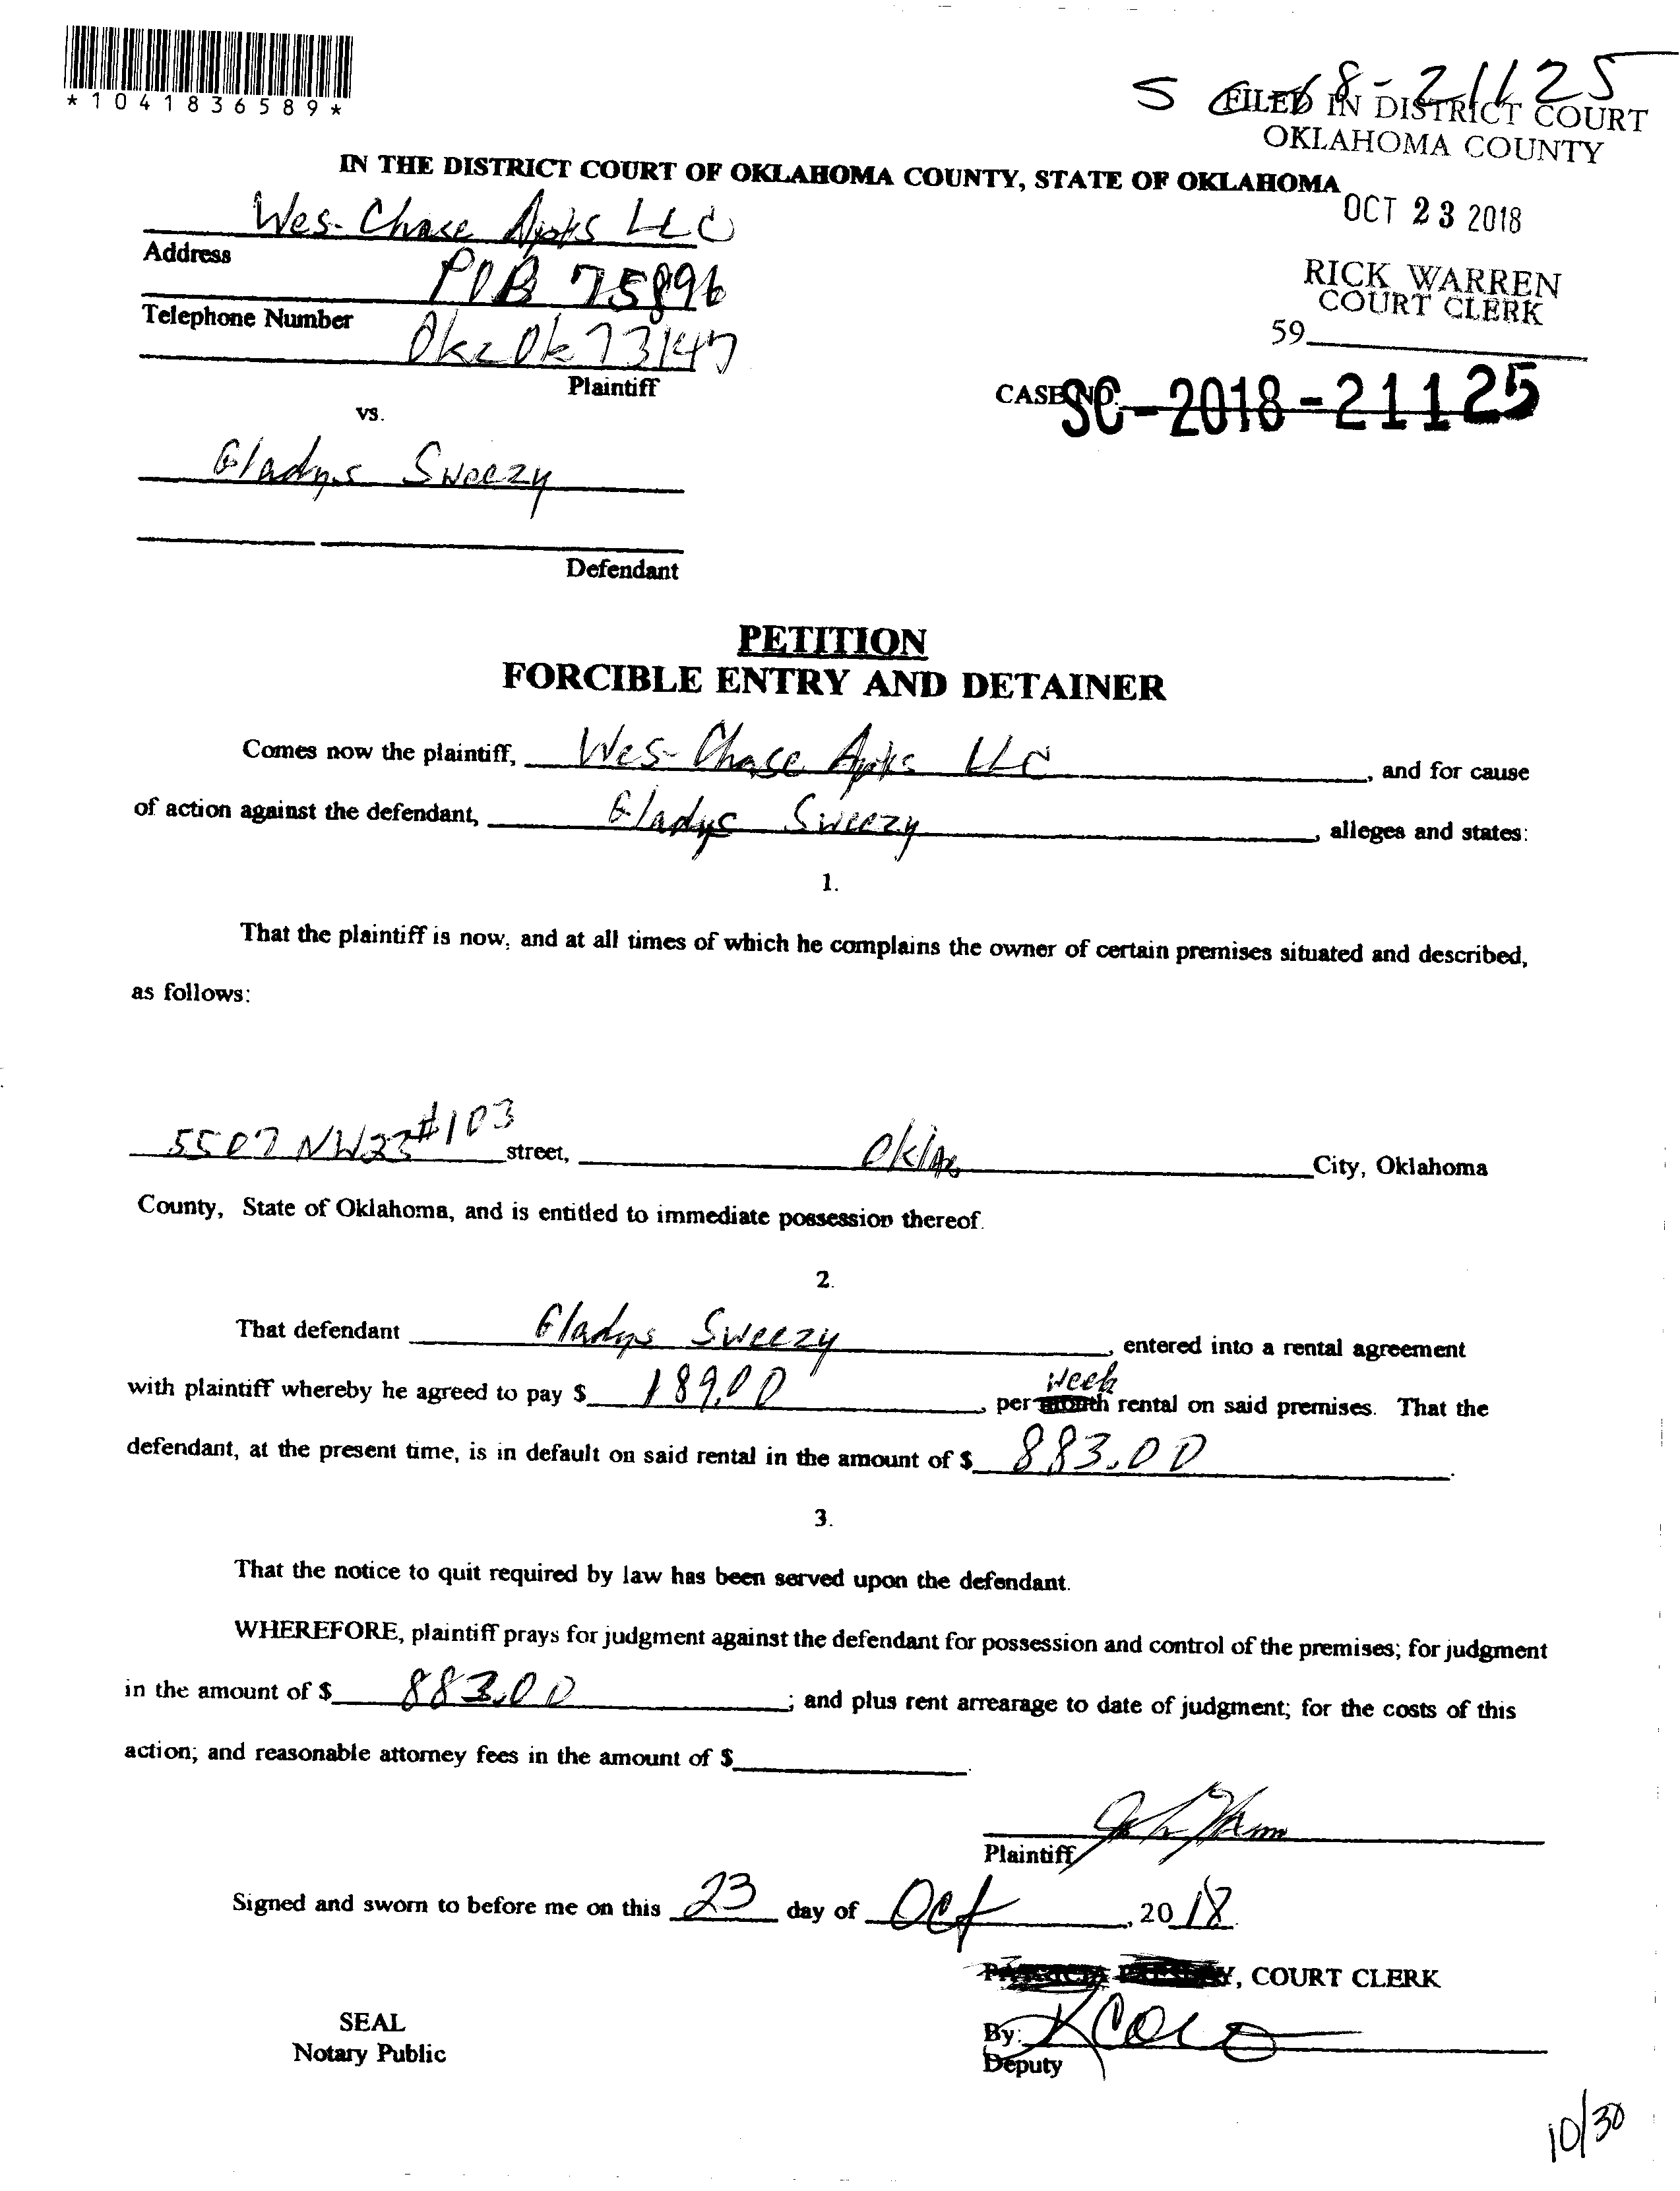 *1041836589*
FILED IN DISTRICT COURT
OKLAHOMA COUNTY
IN THE DISTRICT COURT OF OKLAHOMA COUNTY, STATE OF OKLAHOMA
OCT 23 2018
Wes-Chase Apts LLC
Address
POB 75896
RICK WARREN
COURT CLERK
Telephone Number
59
Okc Ok 73147
Plaintiff
CASE NO. SC-2018-21125
vs.
Gladys Sweezy
Defendant
PETITION
FORCIBLE ENTRY AND DETAINER
Comes now the plaintiff, Wes-Chase Apts LLC, and for cause
of action against the defendant, Gladys Sweezy, alleges and states:
1.
That the plaintiff is now, and at all times of which he complains the owner of certain premises situated and described,
as follows:
5507 NW23 #103 street, Okla City, Oklahoma
County, State of Oklahoma, and is entitled to immediate possession thereof.
2.
That defendant Gladys Sweezy, entered into a rental agreement
week
with plaintiff whereby he agreed to pay $ 189.00, per month rental on said premises. That the
defendant, at the present time, is in default on said rental in the amount of $ 883.00.
3.
That the notice to quit required by law has been served upon the defendant.
WHEREFORE, plaintiff prays for judgment against the defendant for possession and control of the premises; for judgment
in the amount of $ 883.00; and plus rent arrearage to date of judgment; for the costs of this
action; and reasonable attorney fees in the amount of $
Plaintiff
Signed and sworn to before me on this 23 day of Oct, 2018.
, COURT CLERK
SEAL
By:
Notary Public
Deputy
10/30